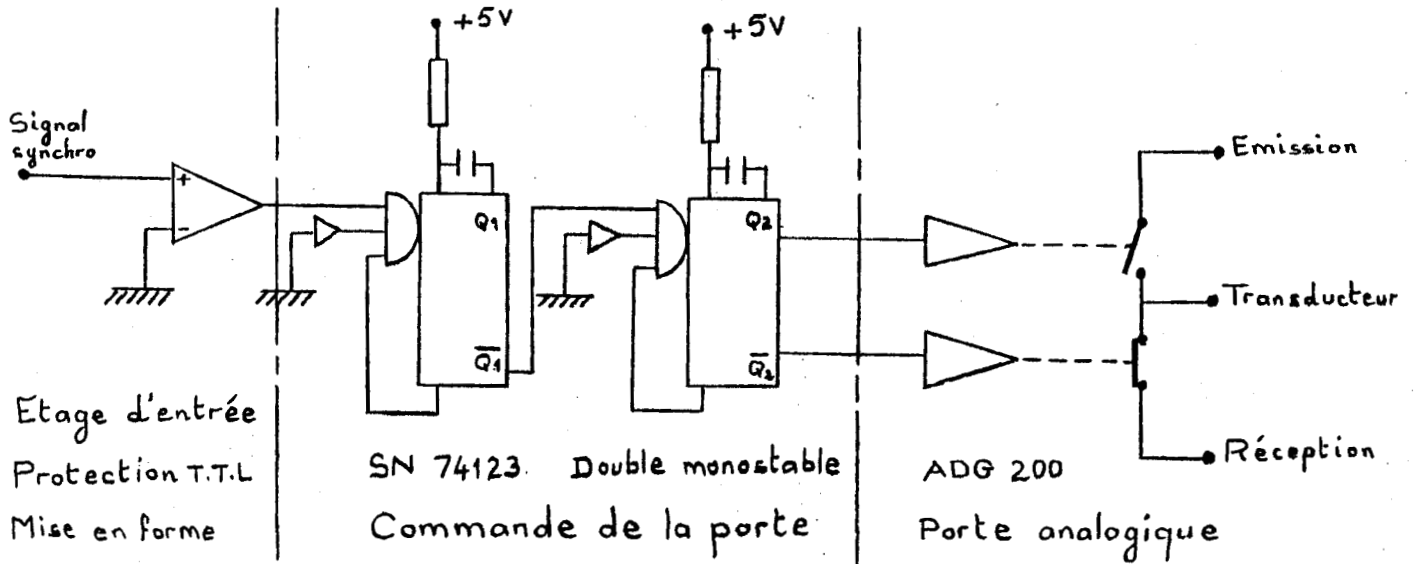 +5V
+5V
Signal
synchro
Emission
+
-
Q1
Q2
Transducteur
Q̅1̅
Q̅2̅
Etage d'entrée
Réception
Protection T.T.L
SN 74123. Double monostable
ADG 200
Mise en forme
Commande de la porte
Porte analogique